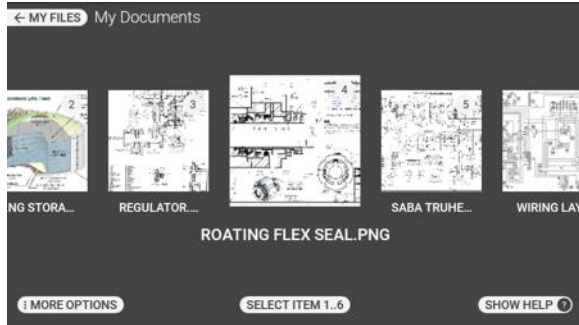 ← MY FILES My Documents
2
3
4
5
NG STORA...
REGULATOR....
SABA TRUHE...
WIRING LAY
ROATING FLEX SEAL.PNG
⋮ MORE OPTIONS
SELECT ITEM 1..6
SHOW HELP ?